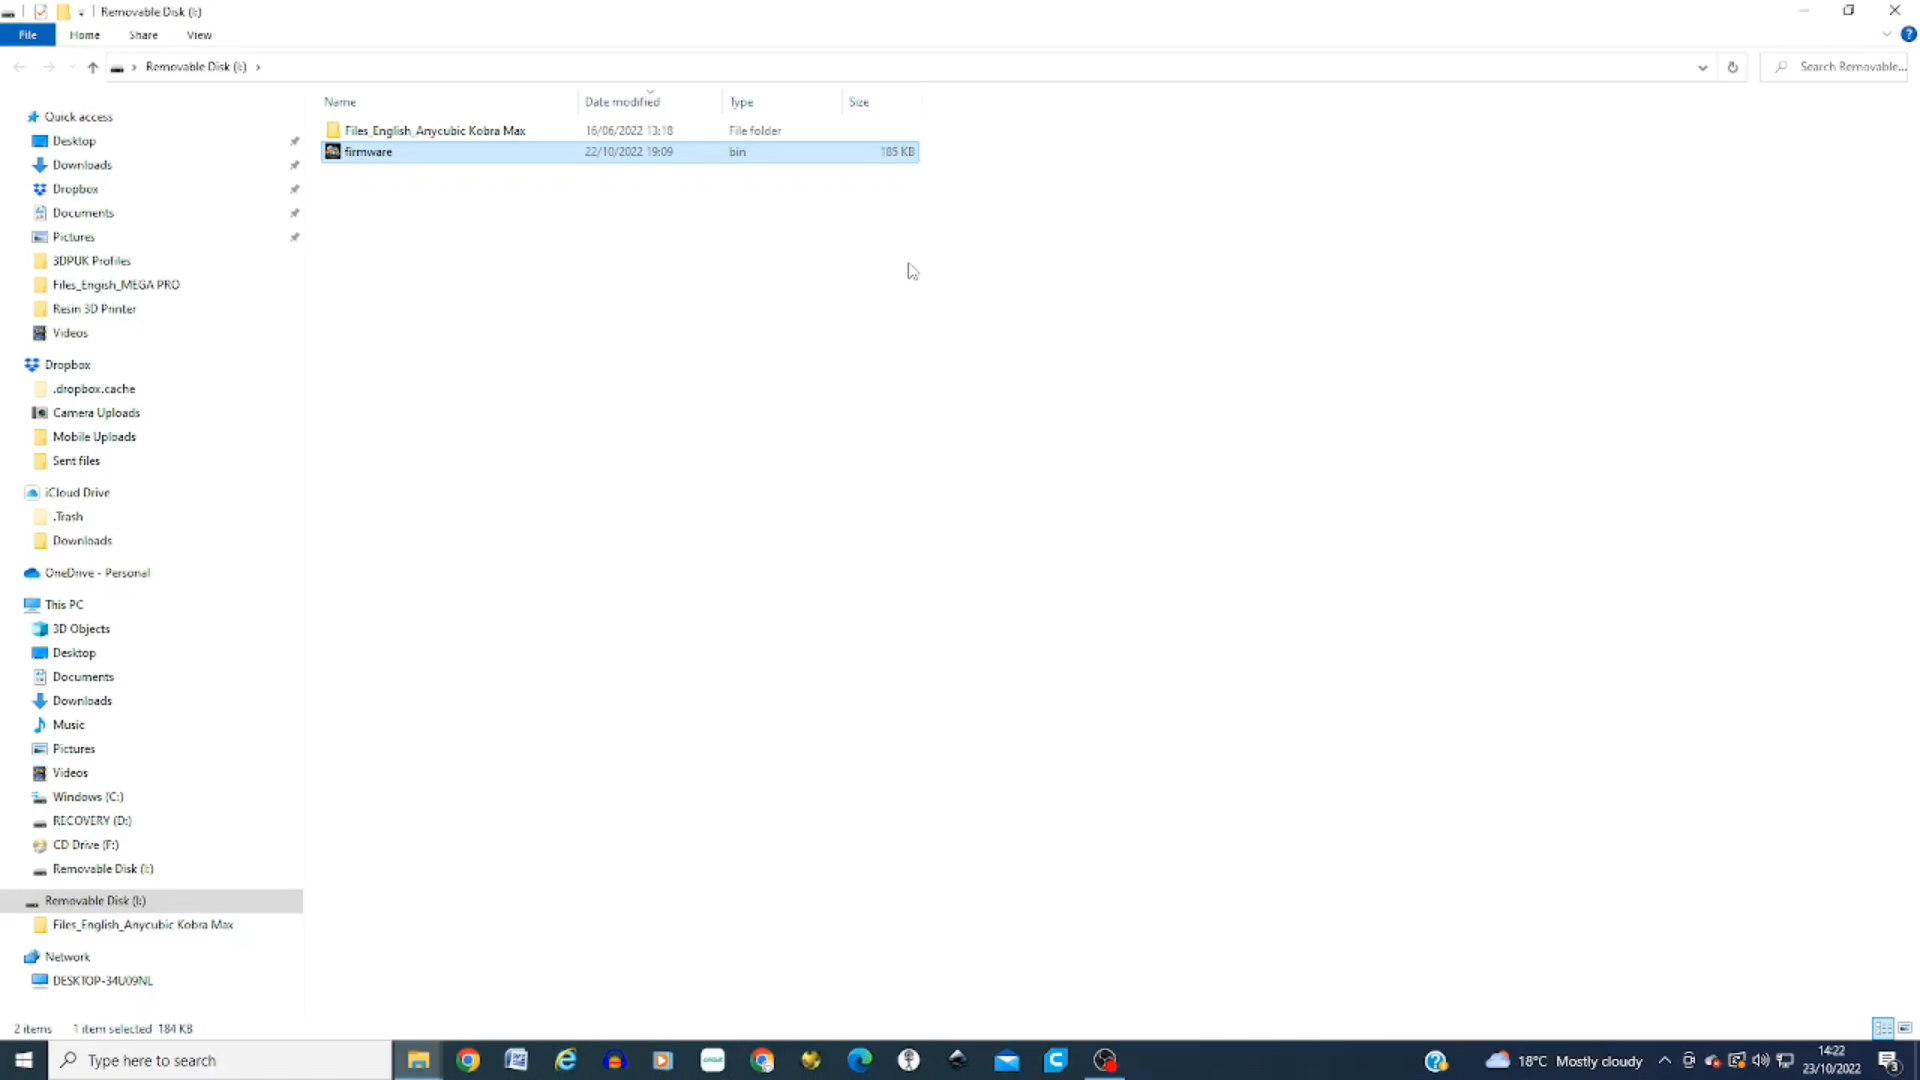 Removable Disk (I:)
File Home Share View
Removable Disk (I:)
Search Removable...
Name Date modified Type Size
Files_English_Anycubic Kobra Max 16/06/2022 13:18 File folder
firmware 22/10/2022 19:09 bin 185 KB
Quick access
Desktop
Downloads
Dropbox
Documents
Pictures
3DPUK Profiles
Files_Engish_MEGA PRO
Resin 3D Printer
Videos
Dropbox
.dropbox.cache
Camera Uploads
Mobile Uploads
Sent files
iCloud Drive
.Trash
Downloads
OneDrive - Personal
This PC
3D Objects
Desktop
Documents
Downloads
Music
Pictures
Videos
Windows (C:)
RECOVERY (D:)
CD Drive (F:)
Removable Disk (I:)
Removable Disk (I:)
Files_English_Anycubic Kobra Max
Network
DESKTOP-34U09NL
2 items 1 item selected 184 KB
Type here to search
cricut
18°C Mostly cloudy
14:22
23/10/2022
3